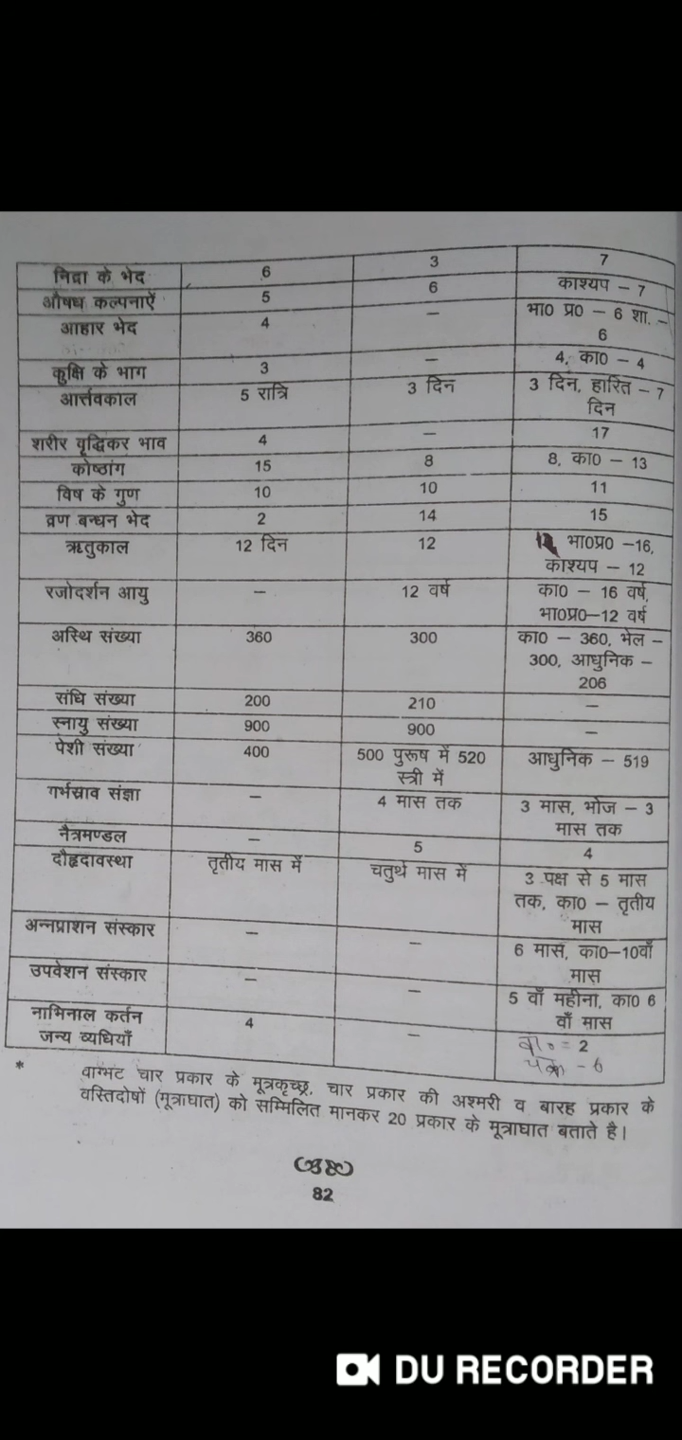 निद्रा के भेद 6 3 7
औषध कल्पनाऐं 5 6 काश्यप – 7
आहार भेद 4 – भा0 प्र0 – 6 शा. –
6
कुक्षि के भाग 3 – 4, का0 – 4
आर्त्तवकाल 5 रात्रि 3 दिन 3 दिन, हारित – 7
दिन
शरीर वृद्धिकर भाव 4 – 17
कोष्ठांग 15 8 8, का0 – 13
विष के गुण 10 10 11
व्रण बन्धन भेद 2 14 15
ऋतुकाल 12 दिन 12 भा0प्र0 –16,
काश्यप – 12
रजोदर्शन आयु – 12 वर्ष का0 – 16 वर्ष,
भा0प्र0–12 वर्ष
अस्थि संख्या 360 300 का0 – 360, भेल –
300, आधुनिक –
206
संधि संख्या 200 210 –
स्नायु संख्या 900 900 –
पेशी संख्या 400 500 पुरूष में 520 आधुनिक – 519
स्त्री में
गर्भस्राव संज्ञा – 4 मास तक 3 मास, भोज – 3
मास तक
नैत्रमण्डल – 5 4
दौहृदावस्था तृतीय मास में चतुर्थ मास में 3 पक्ष से 5 मास
तक, का0 – तृतीय
मास
अन्नप्राशन संस्कार – – 6 मास, का0–10वाँ
मास
उपवेशन संस्कार – – 5 वाँ महीना, का0 6
वाँ मास
नाभिनाल कर्तन 4 – वा0 = 2
जन्य व्यधियाँ – 6
* वाग्भट चार प्रकार के मूत्रकृच्छ्र, चार प्रकार की अश्मरी व बारह प्रकार के
वस्तिदोषों (मूत्राघात) को सम्मिलित मानकर 20 प्रकार के मूत्राघात बताते है।
82
DU RECORDER